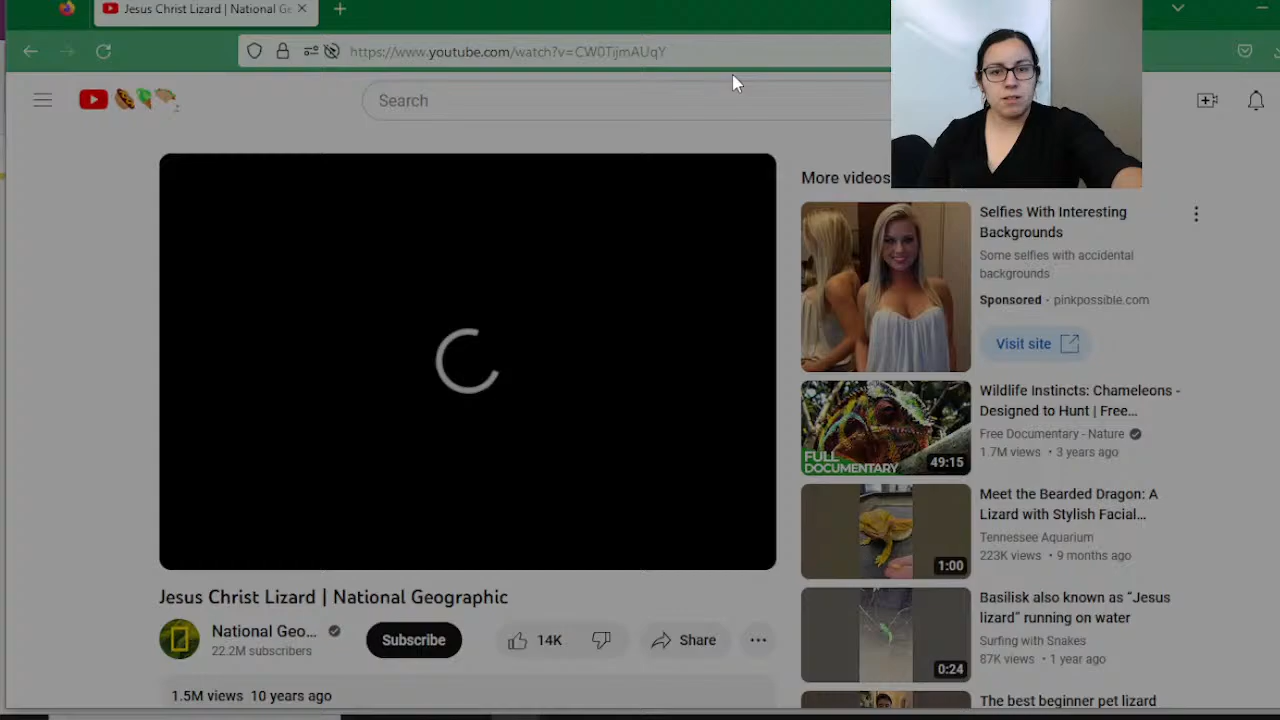 Jesus Christ Lizard | National Ge
https://www.youtube.com/watch?v=CW0TijmAUqY
Search
More videos
Selfies With Interesting
Backgrounds
Some selfies with accidental
backgrounds
Sponsored · pinkpossible.com
Visit site
Wildlife Instincts: Chameleons -
Designed to Hunt | Free...
Free Documentary - Nature
1.7M views · 3 years ago
FULL
DOCUMENTARY
49:15
Meet the Bearded Dragon: A
Lizard with Stylish Facial...
Tennessee Aquarium
223K views · 9 months ago
1:00
Basilisk also known as “Jesus
lizard” running on water
Surfing with Snakes
87K views · 1 year ago
0:24
The best beginner pet lizard
Jesus Christ Lizard | National Geographic
National Geo...
22.2M subscribers
Subscribe
14K
Share
1.5M views 10 years ago